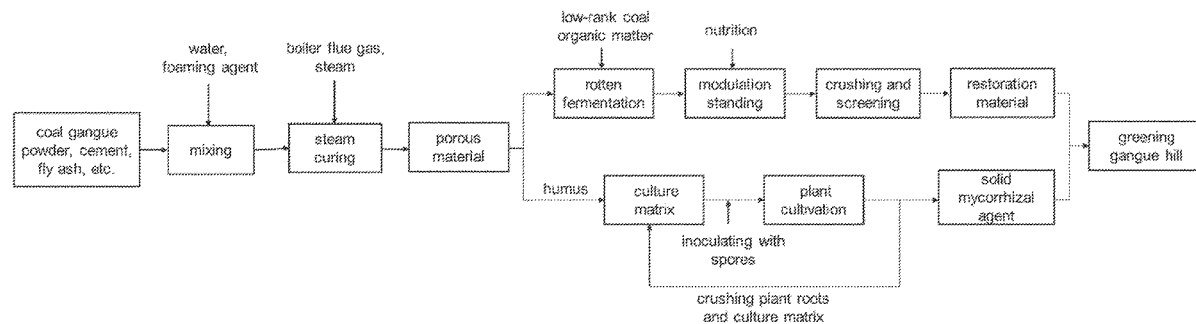 water,
foaming agent
boiler flue gas,
steam
low-rank coal
organic matter
nutrition
coal gangue
powder, cement,
fly ash, etc.
mixing
steam
curing
porous
material
rotten
fermentation
modulation
standing
crushing and
screening
restoration
material
greening
gangue hill
humus
culture
matrix
plant
cultivation
solid
mycorrhizal
agent
inoculating with
spores
crushing plant roots
and culture matrix